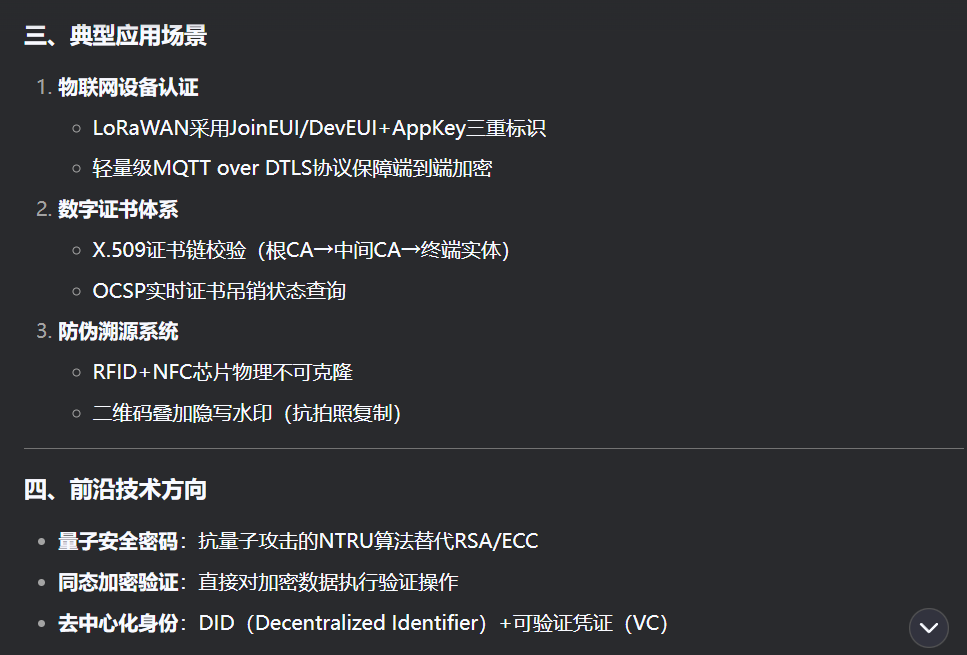 三、典型应用场景
1. 物联网设备认证
LoRaWAN采用JoinEUI/DevEUI+AppKey三重标识
轻量级MQTT over DTLS协议保障端到端加密
2. 数字证书体系
X.509证书链校验（根CA→中间CA→终端实体）
OCSP实时证书吊销状态查询
3. 防伪溯源系统
RFID+NFC芯片物理不可克隆
二维码叠加隐写水印（抗拍照复制）
四、前沿技术方向
量子安全密码：抗量子攻击的NTRU算法替代RSA/ECC
同态加密验证：直接对加密数据执行验证操作
去中心化身份：DID（Decentralized Identifier）+可验证凭证（VC）